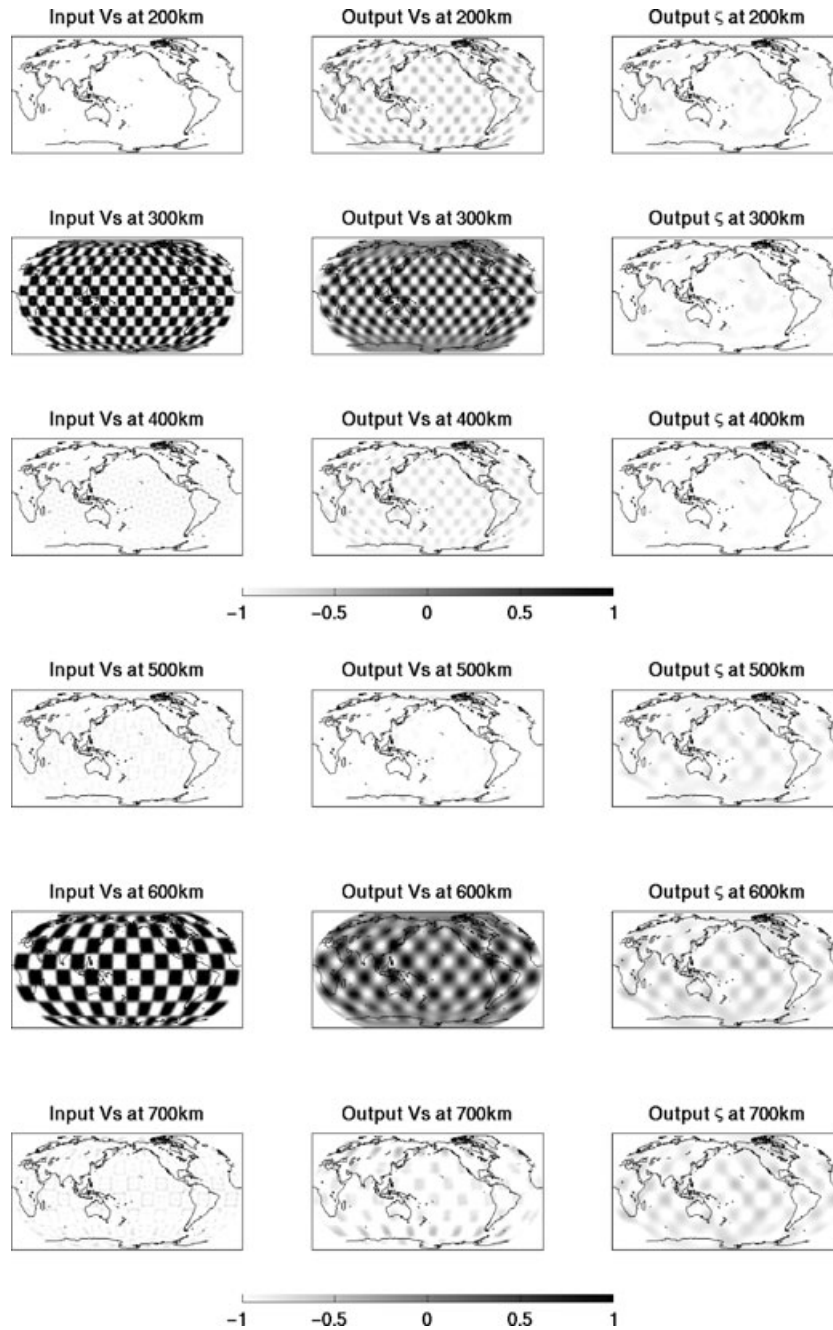 Input Vs at 200km Output Vs at 200km Output ς at 200km
Input Vs at 300km Output Vs at 300km Output ς at 300km
Input Vs at 400km Output Vs at 400km Output ς at 400km
−1 −0.5 0 0.5 1
Input Vs at 500km Output Vs at 500km Output ς at 500km
Input Vs at 600km Output Vs at 600km Output ς at 600km
Input Vs at 700km Output Vs at 700km Output ς at 700km
−1 −0.5 0 0.5 1